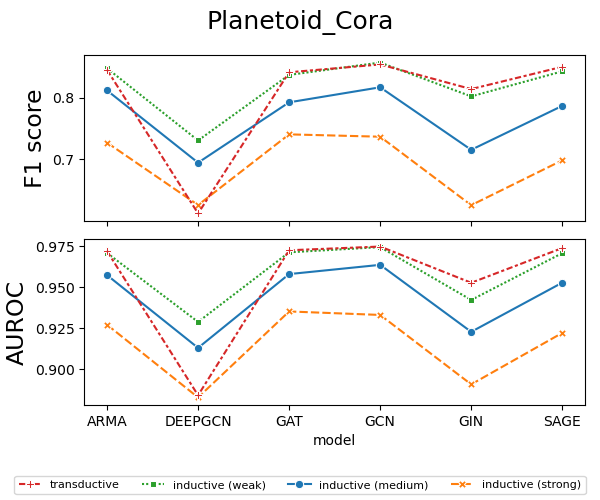 Planetoid_Cora
F1 score
0.8
0.7
AUROC
0.975
0.950
0.925
0.900
ARMA DEEPGCN GAT GCN GIN SAGE
model
transductive inductive (weak) inductive (medium) inductive (strong)